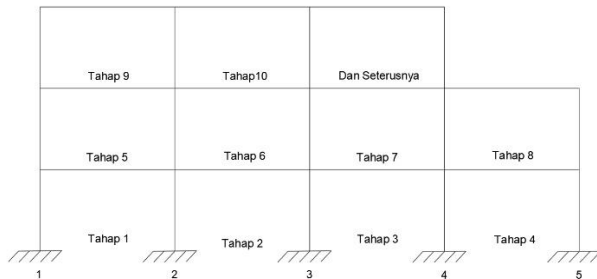 Tahap 9
Tahap10
Dan Seterusnya
Tahap 5
Tahap 6
Tahap 7
Tahap 8
Tahap 1
Tahap 2
Tahap 3
Tahap 4
1
2
3
4
5